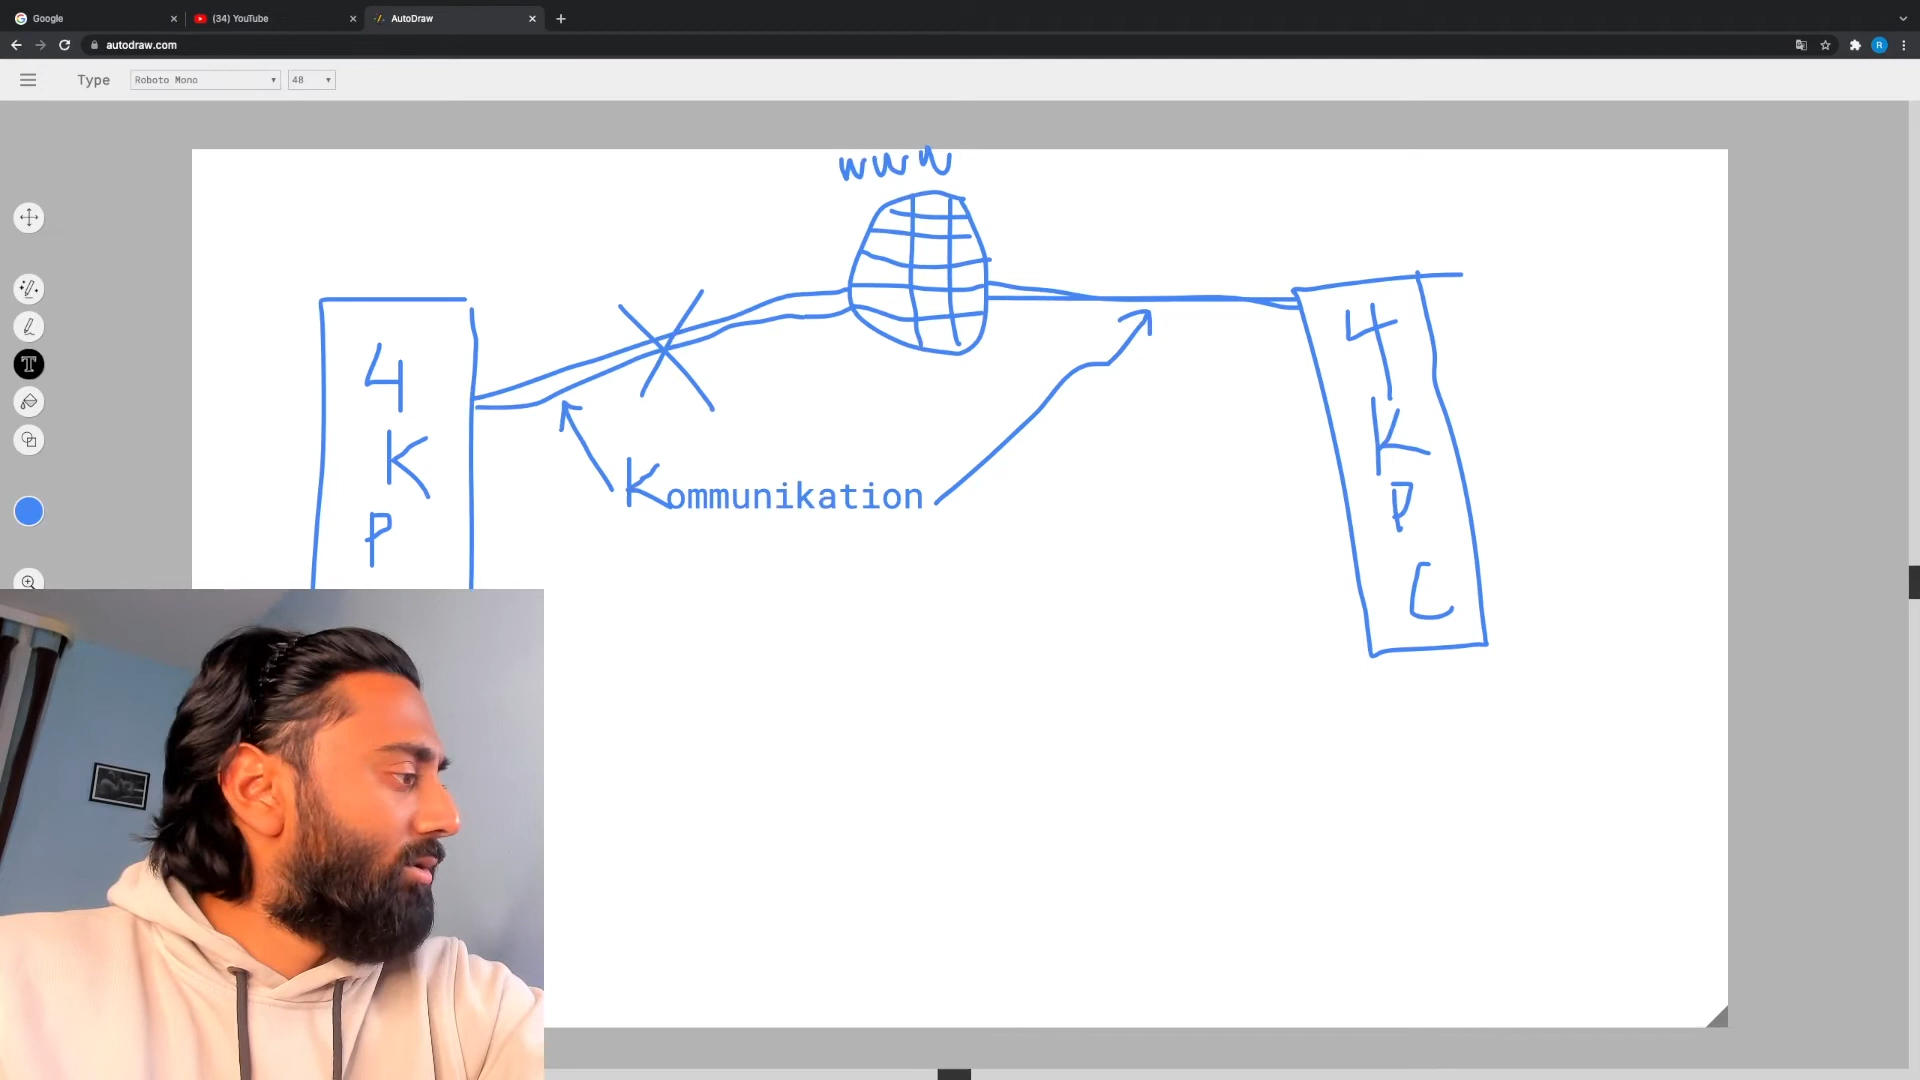 Google
(34) YouTube
AutoDraw
autodraw.com
R
Type
Roboto Mono
48
T
www
4
K
P
Kommunikation
4
K
P
C